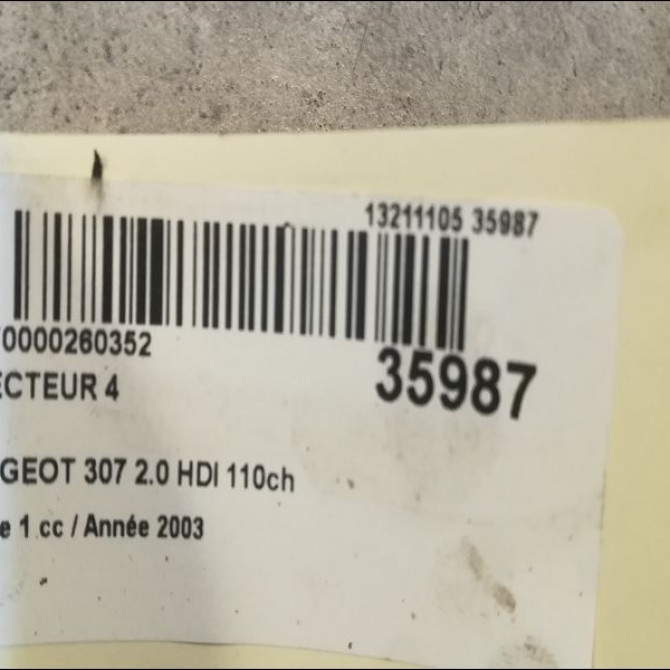 13211105 35987
0000260352
35987
ECTEUR 4
GEOT 307 2.0 HDI 110ch
e 1 cc / Année 2003